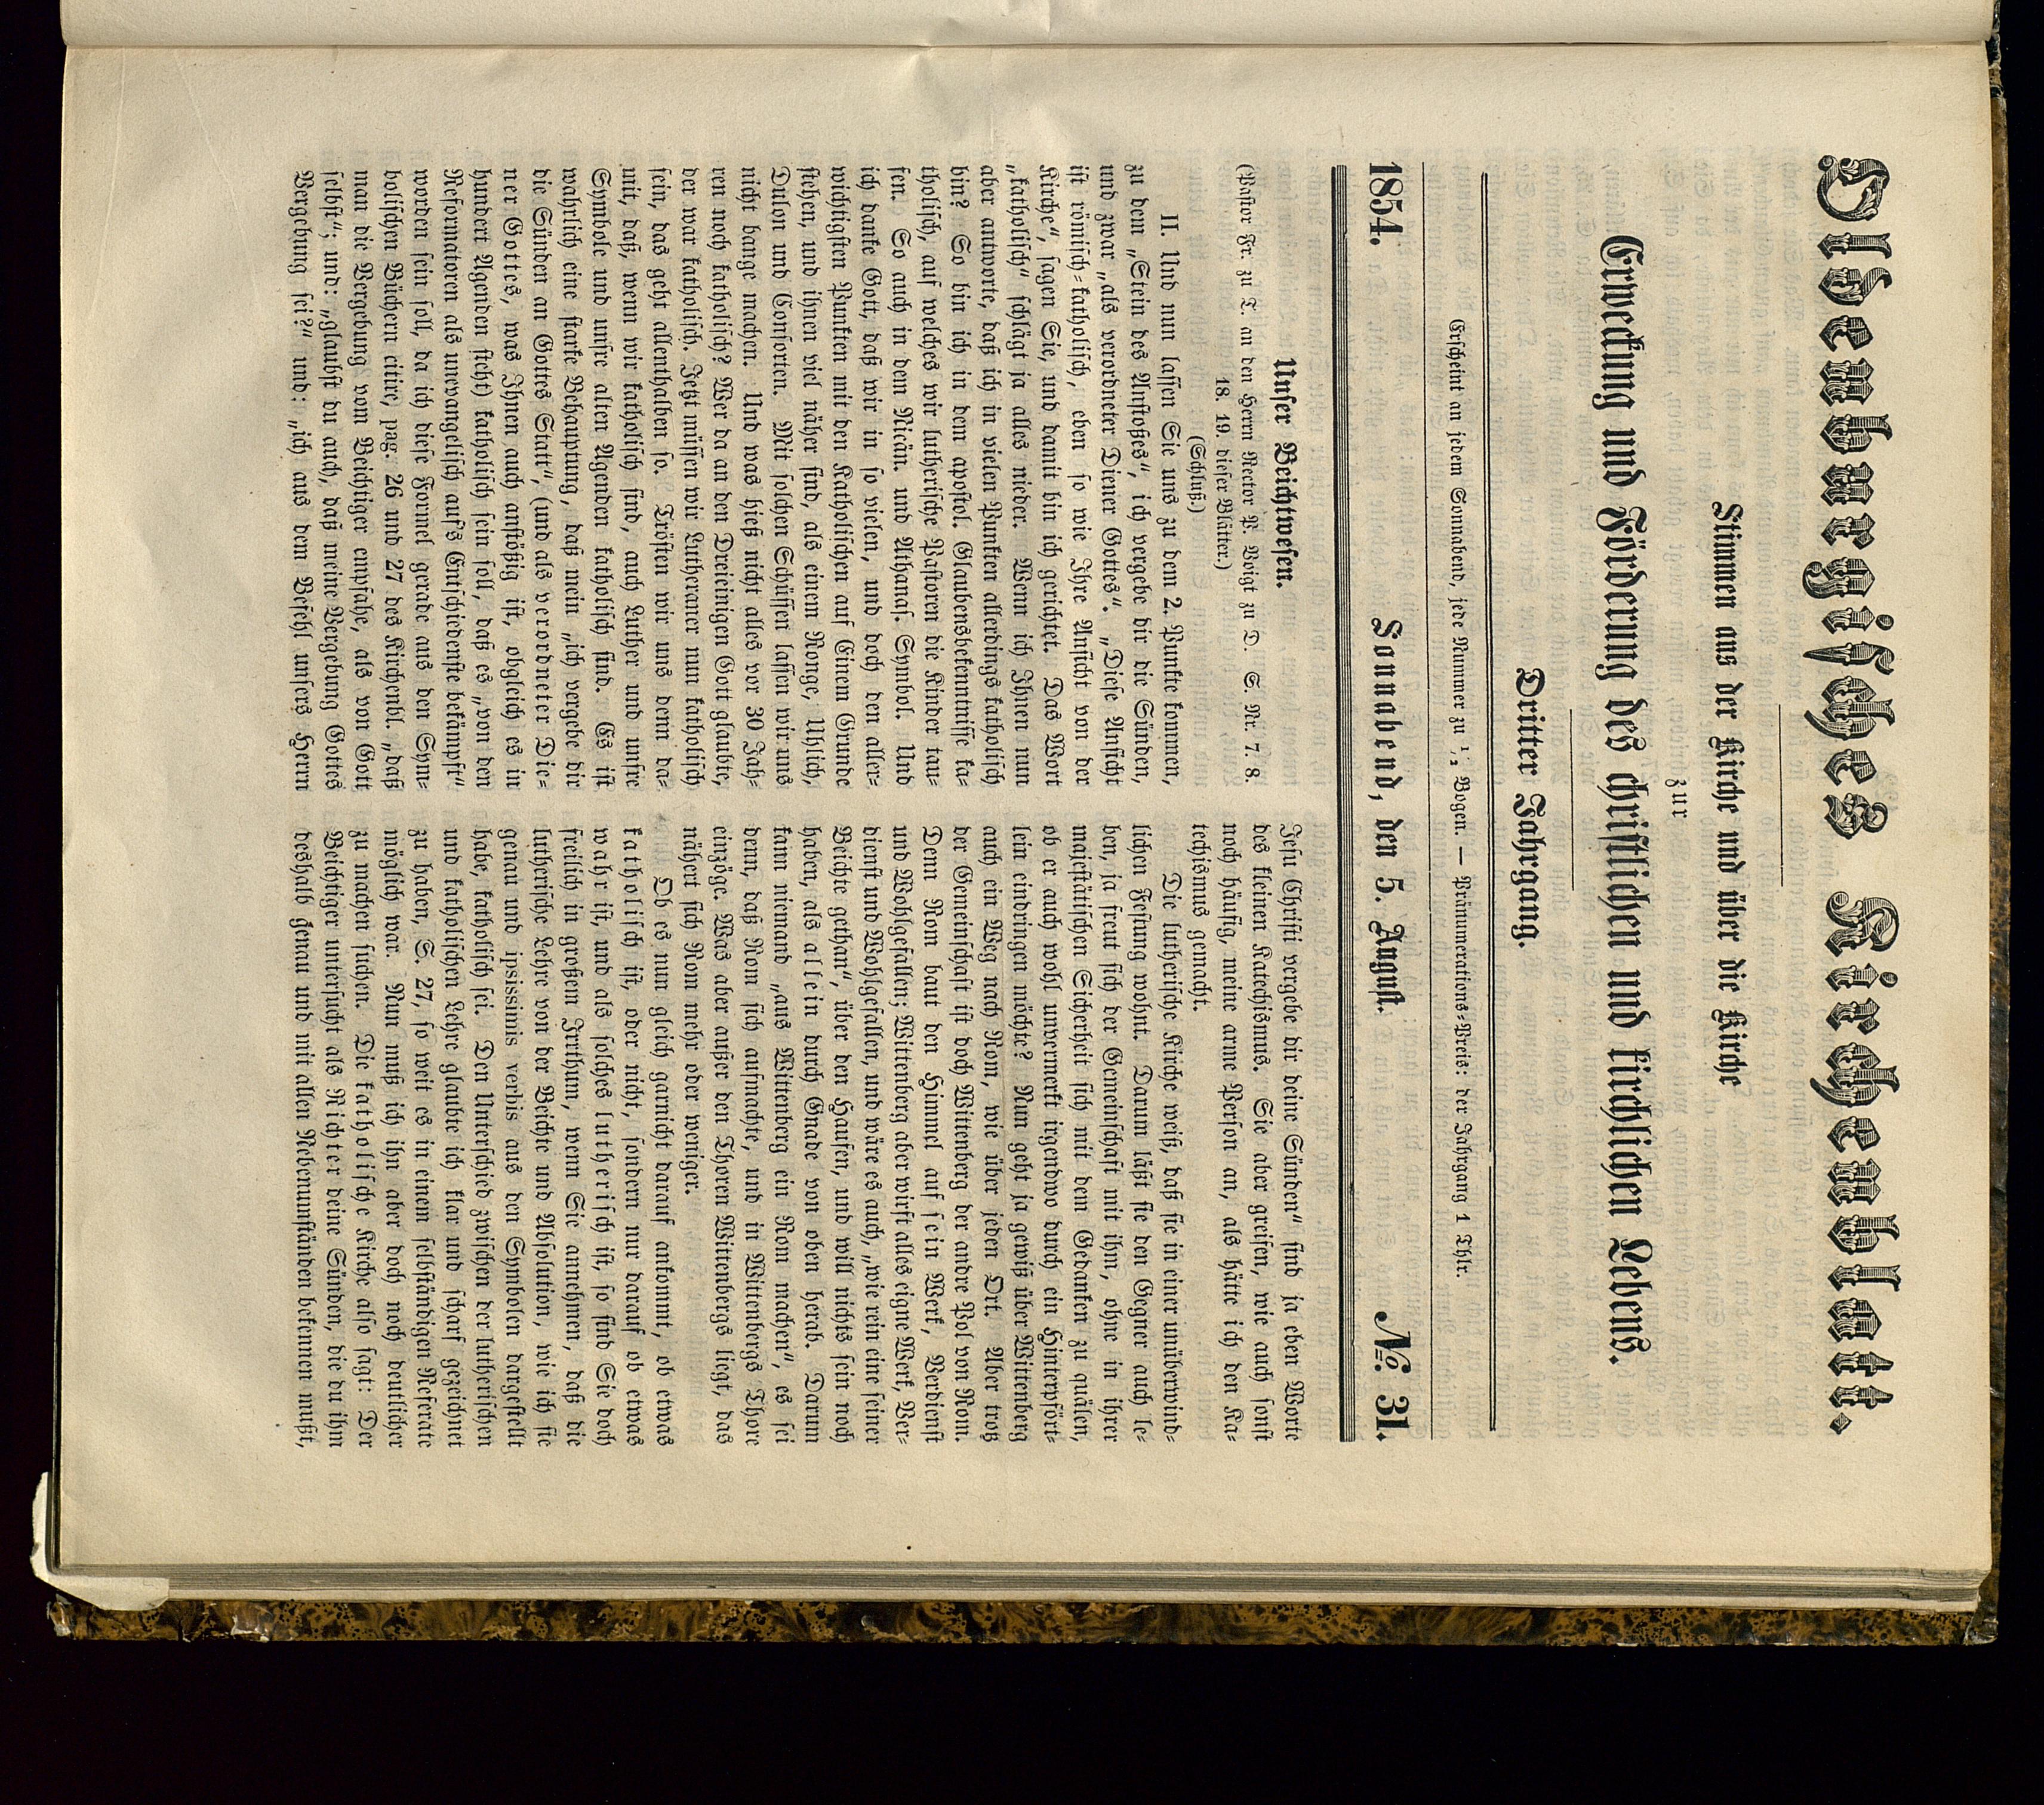 Oldenburgisches Kirchenblatt.
Stimmen aus der Kirche und über die Kirche
zur
Erweckung und Förderung des christlichen und kirchlichen Lebens.
Dritter Jahrgang.
Erscheint an jedem Sonnabend, jede Nummer zu ½ Bogen. — Pränumerations-Preis: der Jahrgang 1 Thlr.
1854. Sonnabend, den 5. August. №. 31.
Unser Beichtwesen.
(Pastor Fr. zu T. an den Herrn Rector P. Voigt zu D. S. Nr. 7. 8.
18. 19. dieser Blätter.)
(Schluß.)
II. Und nun lassen Sie uns zu dem 2. Punkte kommen,
zu dem „Stein des Anstoßes“, ich vergebe dir die Sünden,
und zwar „als verordneter Diener Gottes“. „Diese Ansicht
ist römisch-katholisch, eben so wie Ihre Ansicht von der
Kirche“, sagen Sie, und damit bin ich gerichtet. Das Wort
„katholisch“ schlägt ja alles nieder. Wenn ich Ihnen nun
aber antworte, daß ich in vielen Punkten allerdings katholisch
bin? So bin ich in dem apostol. Glaubensbekenntnisse ka-
tholisch, auf welches wir lutherische Pastoren die Kinder tau-
fen. So auch in dem Nicän. und Athanas. Symbol. Und
ich danke Gott, daß wir in so vielen, und doch den aller-
wichtigsten Punkten mit den Katholischen auf Einem Grunde
stehen, und ihnen viel näher sind, als einem Ronge, Uhlich,
Dulon und Consorten. Mit solchen Schüssen lassen wir uns
nicht bange machen. Und was hieß nicht alles vor 30 Jah-
ren noch katholisch? Wer da an den Dreieinigen Gott glaubte,
der war katholisch. Jetzt müssen wir Lutheraner nun katholisch
sein, das geht allenthalben so. Trösten wir uns denn da-
mit, daß, wenn wir katholisch sind, auch Luther und unsre
Symbole und unsre alten Agenden katholisch sind. Es ist
wahrlich eine starke Behauptung, daß mein „ich vergebe dir
die Sünden an Gottes Statt“, (und als verordneter Die-
ner Gottes, was Ihnen auch anstößig ist, obgleich es in
hundert Agenden steht) katholisch sein soll, daß es „von den
Reformatoren als unevangelisch auf's Entschiedenste bekämpft“
worden sein soll, da ich diese Formel gerade aus den Sym-
bolischen Büchern citire, pag. 26 und 27 des Kirchenbl. „daß
man die Vergebung vom Beichtiger empfahe, als von Gott
selbst“; und: „glaubst du auch, daß meine Vergebung Gottes
Vergebung sei?“ und: „ich aus dem Befehl unsers Herrn
Jesu Christi vergebe dir deine Sünden“ sind ja eben Worte
des kleinen Katechismus. Sie aber greifen, wie auch sonst
noch häufig, meine arme Person an, als hätte ich den Ka-
techismus gemacht.
Die lutherische Kirche weiß, daß sie in einer unüberwind-
lichen Festung wohnt. Darum läßt sie den Gegner auch le-
ben, ja freut sich der Gemeinschaft mit ihm, ohne in ihrer
majestätischen Sicherheit sich mit dem Gedanken zu quälen,
ob er auch wohl unvermerkt irgendwo durch ein Hinterpfört-
lein eindringen möchte? Nun geht ja gewiß über Wittenberg
auch ein Weg nach Rom, wie über jeden Ort. Aber trotz
der Gemeinschaft ist doch Wittenberg der andre Pol von Rom.
Denn Rom baut den Himmel auf sein Werk, Verdienst
und Wohlgefallen; Wittenberg aber wirft alles eigne Werk, Ver-
dienst und Wohlgefallen, und wäre es auch, „wie rein eine seiner
Beichte gethan“, über den Haufen, und will nichts sein noch
haben, als allein durch Gnade von oben herab. Darum
kann niemand „aus Wittenberg ein Rom machen“, es sei
denn, daß Rom sich aufmachte, und in Wittenbergs Thore
einzöge. Was aber außer den Thoren Wittenbergs liegt, das
nähert sich Rom mehr oder weniger.
Ob es nun gleich garnicht darauf ankommt, ob etwas
katholisch ist, oder nicht, sondern nur darauf ob etwas
wahr ist, und als solches lutherisch ist, so sind Sie doch
freilich in großem Irrthum, wenn Sie annehmen, daß die
lutherische Lehre von der Beichte und Absolution, wie ich sie
genau und ipsissimis verbis aus den Symbolen dargestellt
habe, katholisch sei. Den Unterschied zwischen der lutherischen
und katholischen Lehre glaubte ich klar und scharf gezeichnet
zu haben, S. 27, so weit es in einem selbständigen Referate
möglich war. Nun muß ich ihn aber doch noch deutlicher
zu machen suchen. Die katholische Kirche also sagt: Der
Beichtiger untersucht als Richter deine Sünden, die du ihm
deshalb genau und mit allen Nebenumständen bekennen mußt,